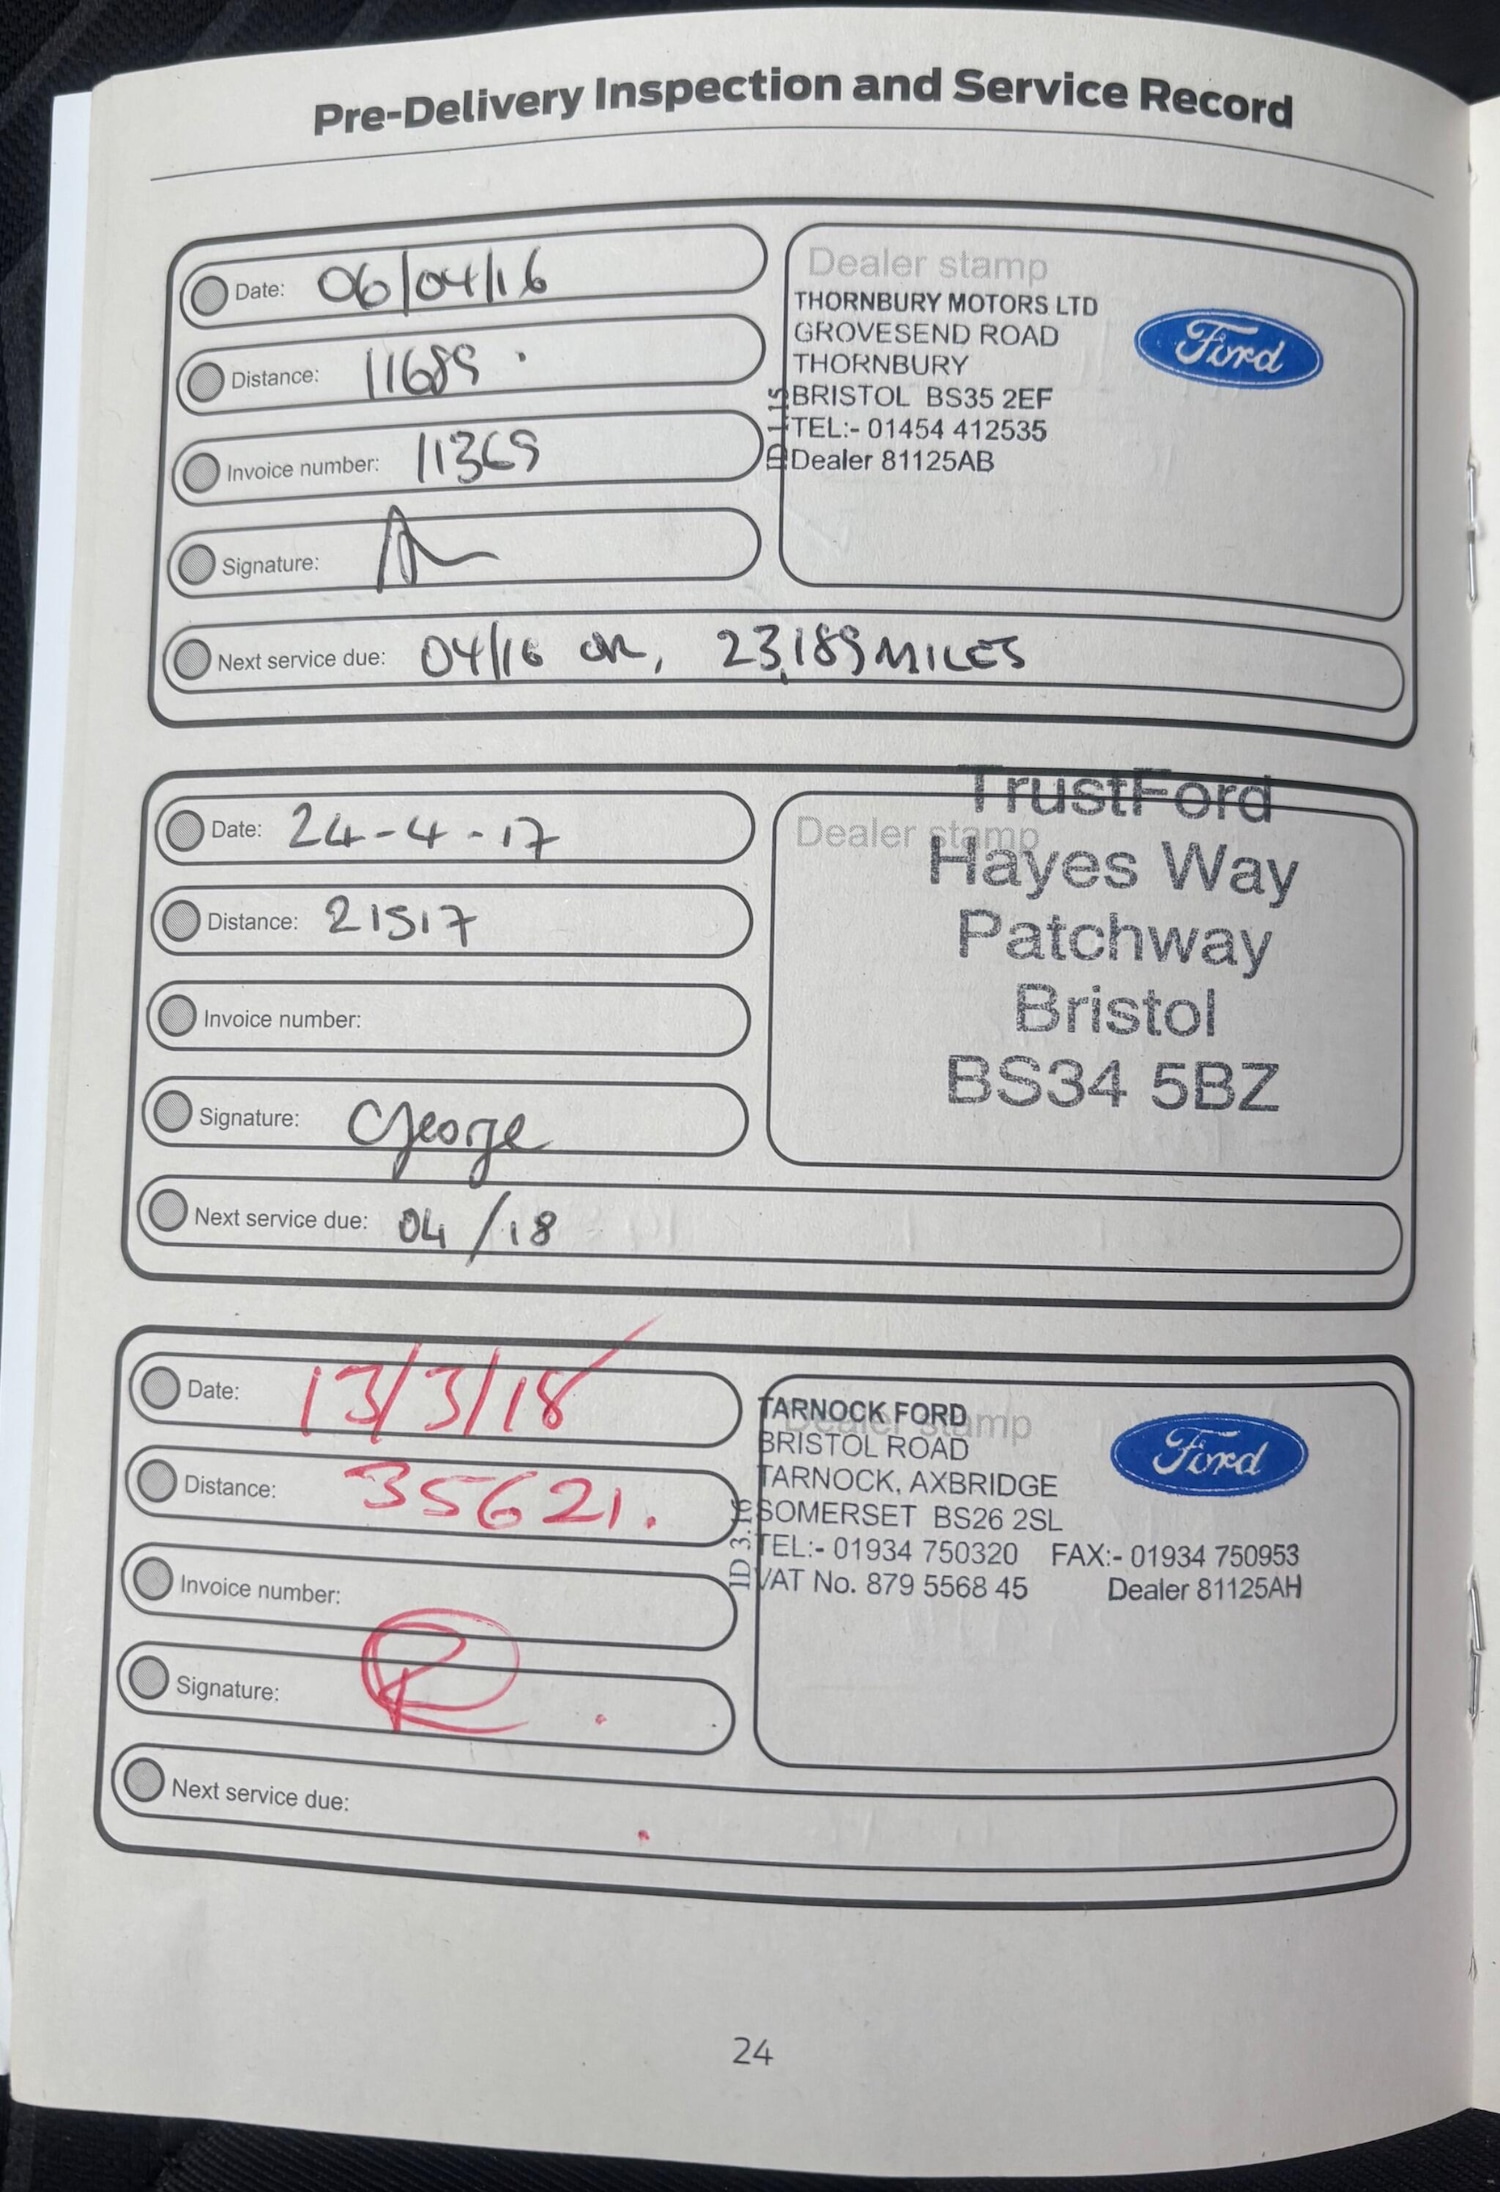 Pre-Delivery Inspection and Service Record
Date: 06/04/16
Distance: 11689
Invoice number: 11369
Signature:
Next service due: 04/16 OR, 23,189 MILES
Dealer stamp
THORNBURY MOTORS LTD
GROVESEND ROAD
THORNBURY
BRISTOL BS35 2EF
TEL:- 01454 412535
Dealer 81125AB
Ford
Date: 24-4-17
Distance: 21517
Invoice number:
Signature: George
Next service due: 04/18
Dealer stamp
TrustFord
Hayes Way
Patchway
Bristol
BS34 5BZ
Date: 13/3/18
Distance: 35621.
Invoice number:
Signature: R
Next service due:
Dealer stamp
TARNOCK FORD
BRISTOL ROAD
TARNOCK, AXBRIDGE
SOMERSET BS26 2SL
TEL:- 01934 750320 FAX:- 01934 750953
VAT No. 879 5568 45 Dealer 81125AH
ID 3.16
Ford
24